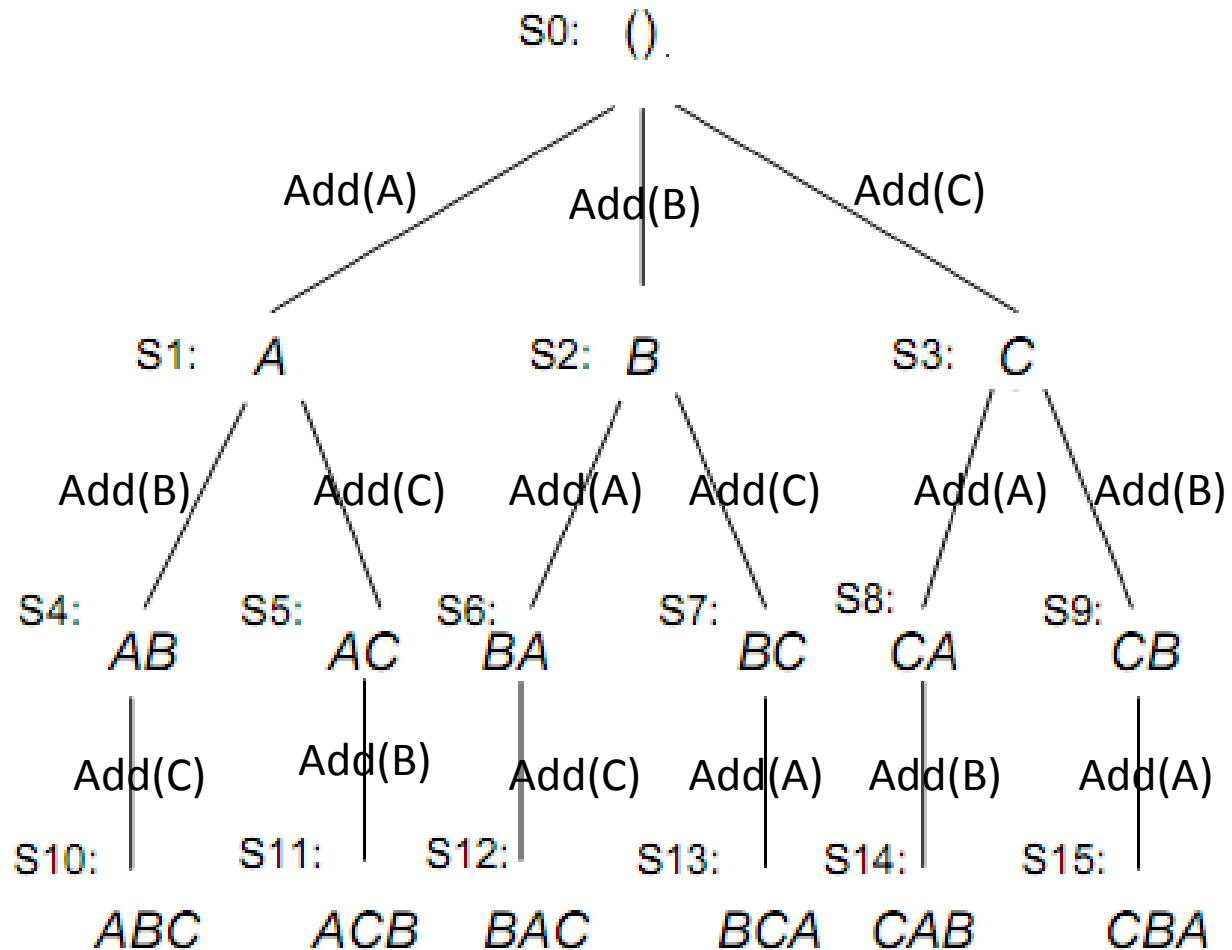 S0: ()
Add(A) Add(B) Add(C)
S1: A S2: B S3: C
Add(B) Add(C) Add(A) Add(C) Add(A) Add(B)
S4: S5: S6: S7: S8: S9:
AB AC BA BC CA CB
Add(C) Add(B) Add(C) Add(A) Add(B) Add(A)
S10: S11: S12: S13: S14: S15:
ABC ACB BAC BCA CAB CBA